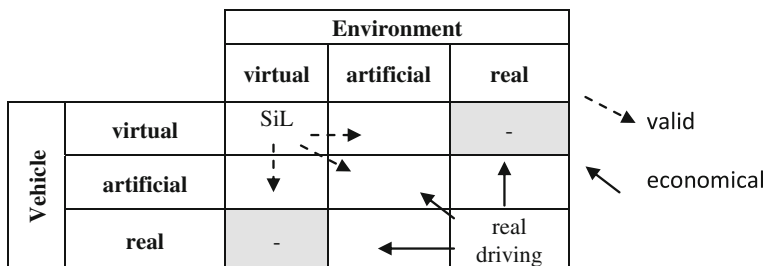 Environment
virtual artificial real
Vehicle
virtual SiL -
valid
artificial
economical
real - real
driving